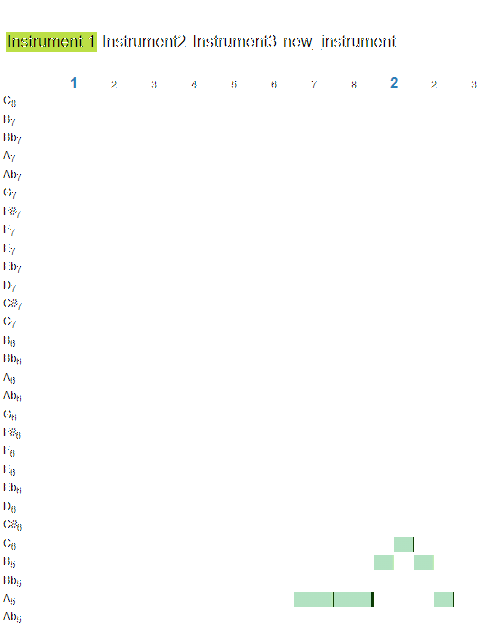 Instrument 1 Instrument2 Instrument3 new_instrument
1 2 3 4 5 6 7 8 2 2 3
C8
B7
Bb7
A7
Ab7
G7
F#7
F7
E7
Eb7
D7
C#7
C7
B6
Bb6
A6
Ab6
G6
F#6
F6
E6
Eb6
D6
C#6
C6
B5
Bb5
A5
Ab5